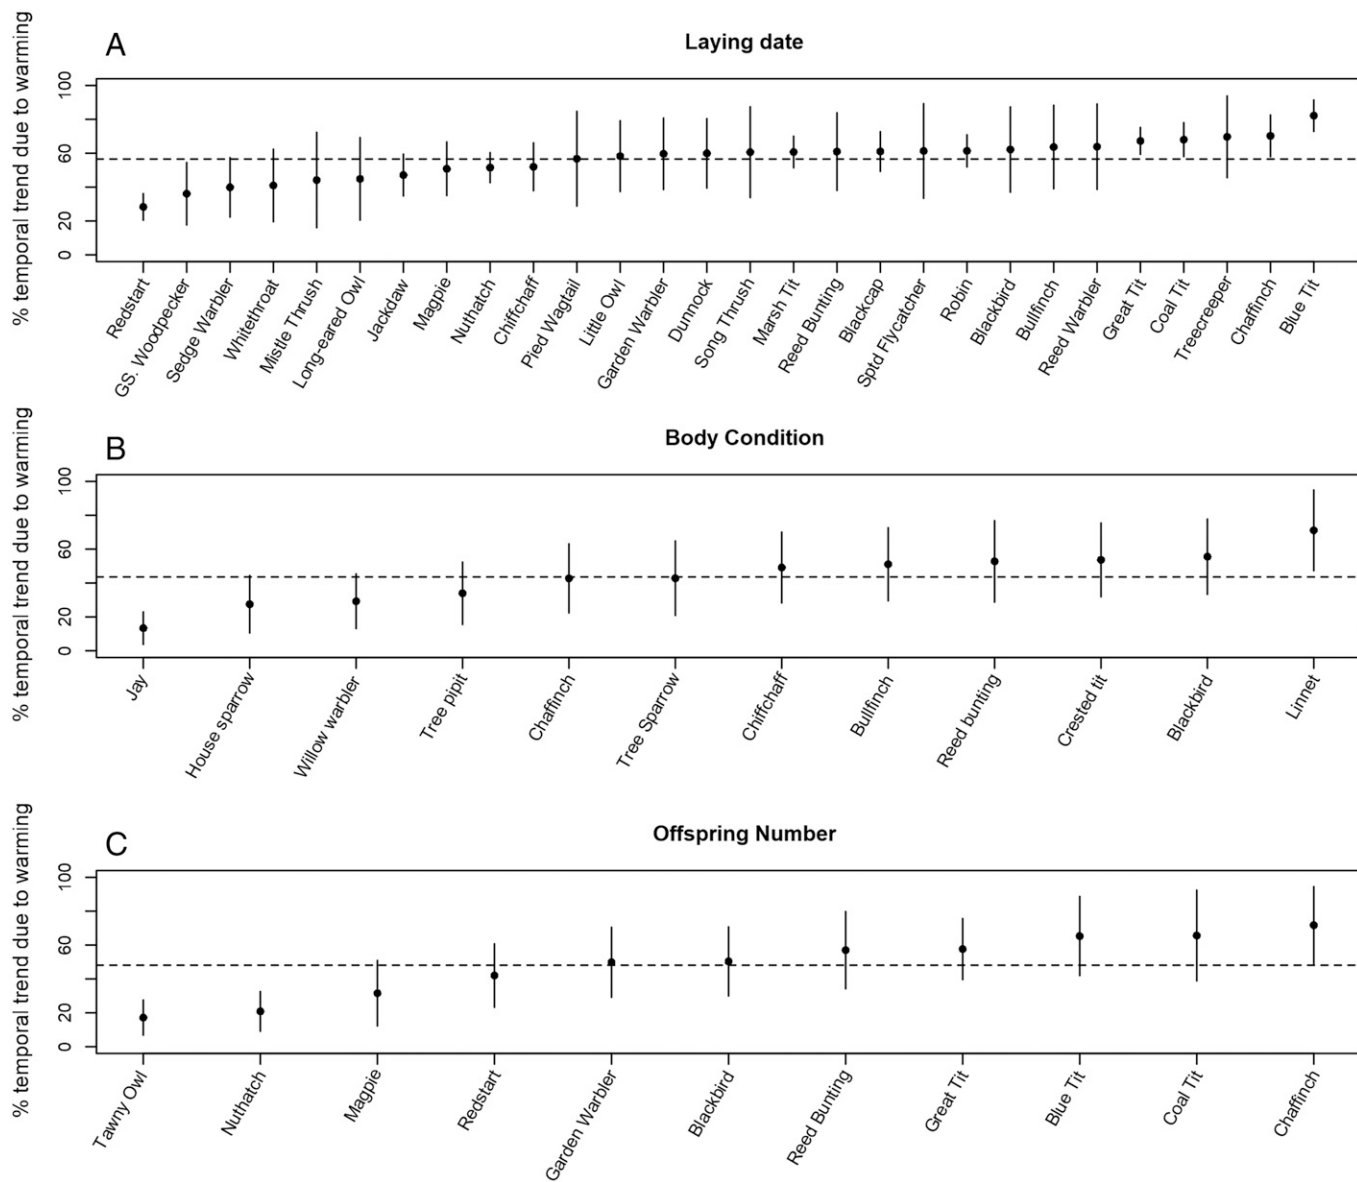 A
Laying date
% temporal trend due to warming
100
60
20
0
Redstart
GS. Woodpecker
Sedge Warbler
Whitethroat
Mistle Thrush
Long-eared Owl
Jackdaw
Magpie
Nuthatch
Chiffchaff
Pied Wagtail
Little Owl
Garden Warbler
Dunnock
Song Thrush
Marsh Tit
Reed Bunting
Blackcap
Sptd Flycatcher
Robin
Blackbird
Bullfinch
Reed Warbler
Great Tit
Coal Tit
Treecreeper
Chaffinch
Blue Tit
B
Body Condition
% temporal trend due to warming
100
60
20
0
Jay
House sparrow
Willow warbler
Tree pipit
Chaffinch
Tree Sparrow
Chiffchaff
Bullfinch
Reed bunting
Crested tit
Blackbird
Linnet
C
Offspring Number
% temporal trend due to warming
100
60
20
0
Tawny Owl
Nuthatch
Magpie
Redstart
Garden Warbler
Blackbird
Reed Bunting
Great Tit
Blue Tit
Coal Tit
Chaffinch